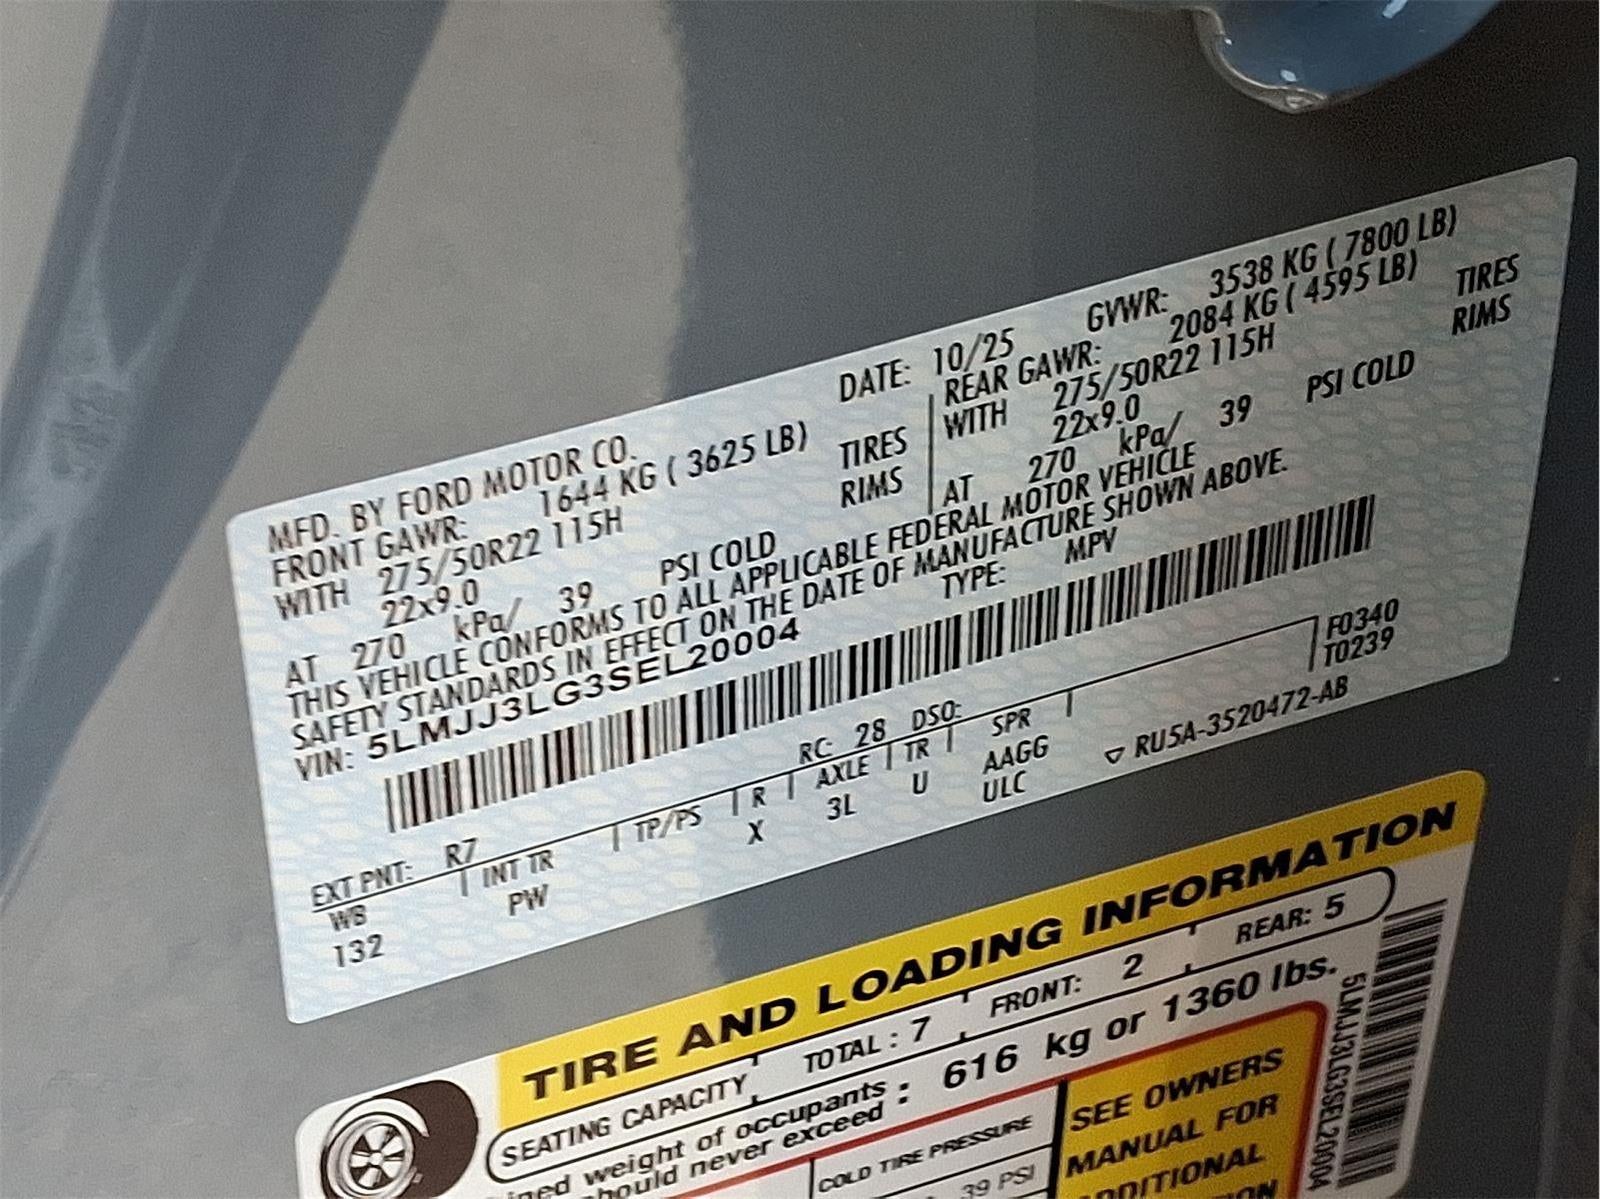 MFD. BY FORD MOTOR CO. DATE: 10/25 GVWR: 3538 KG ( 7800 LB)
FRONT GAWR: 1644 KG ( 3625 LB) REAR GAWR: 2084 KG ( 4595 LB)
WITH 275/50R22 115H TIRES WITH 275/50R22 115H TIRES
22x9.0 RIMS 22x9.0 RIMS
AT 270 kPa/ 39 PSI COLD AT 270 kPa/ 39 PSI COLD
THIS VEHICLE CONFORMS TO ALL APPLICABLE FEDERAL MOTOR VEHICLE
SAFETY STANDARDS IN EFFECT ON THE DATE OF MANUFACTURE SHOWN ABOVE.
VIN: 5LMJJ3LG3SEL20004 TYPE: MPV
EXT PNT: R7 RC: 28 DSO: F0340
WB INT TR TP/PS R AXLE TR SPR T0239
132 PW X 3L U AAGG
ULC ▽ RU5A-3520472-AB
TIRE AND LOADING INFORMATION
SEATING CAPACITY TOTAL : 7 FRONT: 2 REAR: 5
weight of occupants : 616 kg or 1360 lbs.
never exceed
COLD TIRE PRESSURE
39 PSI
SEE OWNERS
MANUAL FOR
5LMJJ3LG3SEL20004